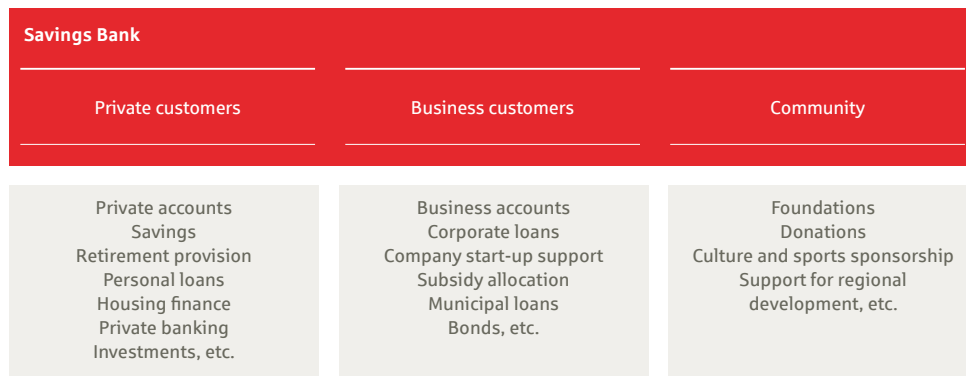 Savings Bank
Private customers
Business customers
Community
Private accounts
Savings
Retirement provision
Personal loans
Housing finance
Private banking
Investments, etc.
Business accounts
Corporate loans
Company start-up support
Subsidy allocation
Municipal loans
Bonds, etc.
Foundations
Donations
Culture and sports sponsorship
Support for regional
development, etc.